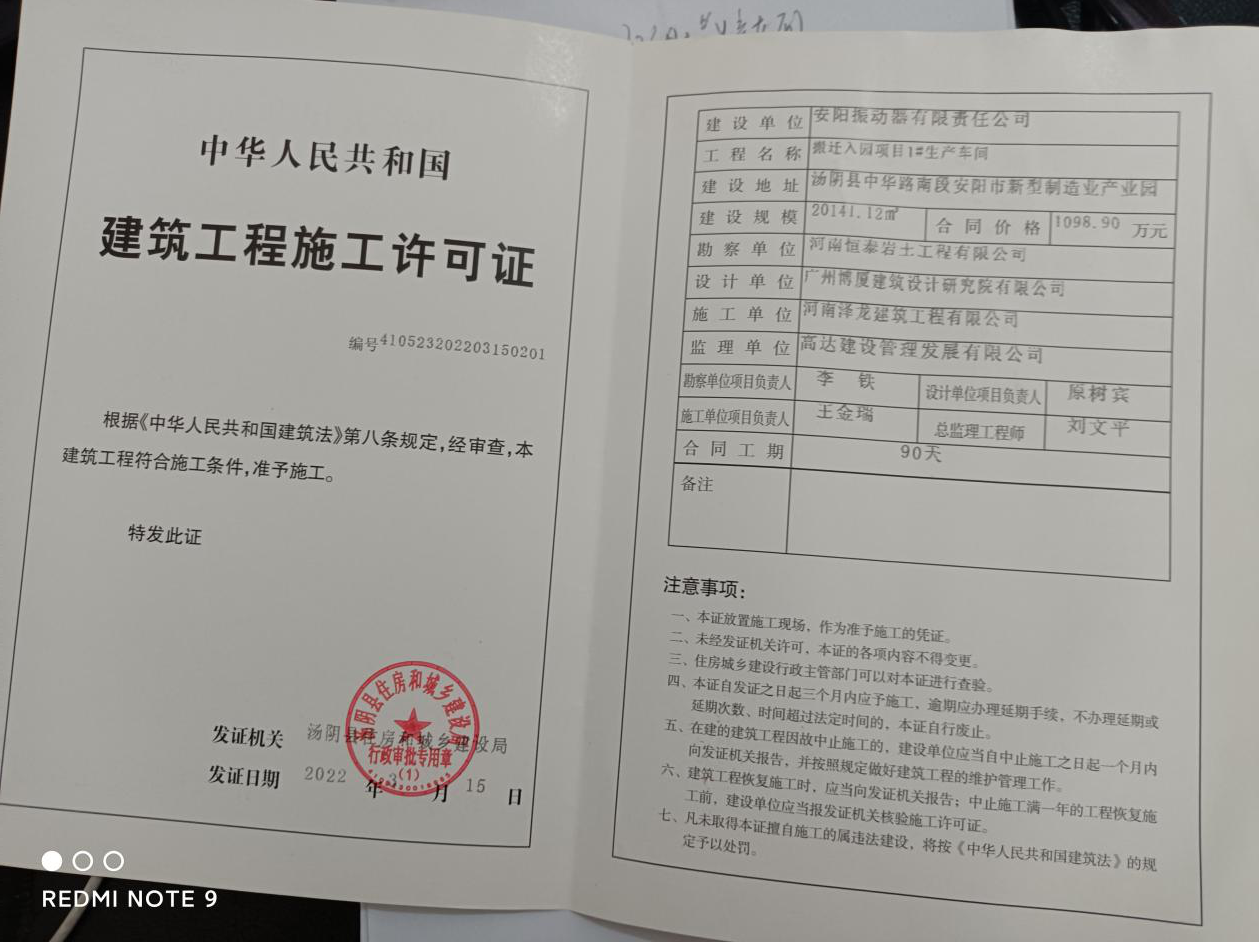 中华人民共和国
建筑工程施工许可证
编号410523202203150201
根据《中华人民共和国建筑法》第八条规定,经审查,本
建筑工程符合施工条件,准予施工。
特发此证
发证机关 汤阴县住房和城乡建设局
发证日期 2022 年 3 月 15 日
汤阴县住房和城乡建设局
行政审批专用章
(1)
建设单位 安阳振动器有限责任公司
工程名称 搬迁入园项目1#生产车间
建设地址 汤阴县中华路南段安阳市新型制造业产业园
建设规模 20141.12㎡ 合同价格 1098.90 万元
勘察单位 河南恒泰岩土工程有限公司
设计单位 广州博厦建筑设计研究院有限公司
施工单位 河南泽龙建筑工程有限公司
监理单位 高达建设管理发展有限公司
勘察单位项目负责人 李 铁 设计单位项目负责人 原树宾
施工单位项目负责人 王金瑞 总监理工程师 刘文平
合同工期 90天
备注
注意事项:
一、本证放置施工现场,作为准予施工的凭证。
二、未经发证机关许可,本证的各项内容不得变更。
三、住房城乡建设行政主管部门可以对本证进行查验。
四、本证自发证之日起三个月内应予施工,逾期应办理延期手续,不办理延期或
延期次数、时间超过法定时间的,本证自行废止。
五、在建的建筑工程因故中止施工的,建设单位应当自中止施工之日起一个月内
向发证机关报告,并按照规定做好建筑工程的维护管理工作。
六、建筑工程恢复施工时,应当向发证机关报告;中止施工满一年的工程恢复施
工前,建设单位应当报发证机关核验施工许可证。
七、凡未取得本证擅自施工的属违法建设,将按《中华人民共和国建筑法》的规
定予以处罚。
REDMI NOTE 9